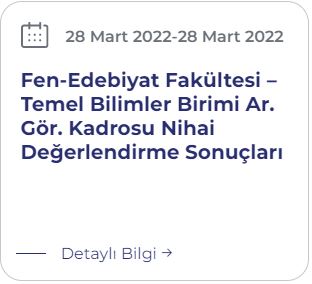 28 Mart 2022-28 Mart 2022
Fen-Edebiyat Fakültesi –
Temel Bilimler Birimi Ar.
Gör. Kadrosu Nihai
Değerlendirme Sonuçları
Detaylı Bilgi →